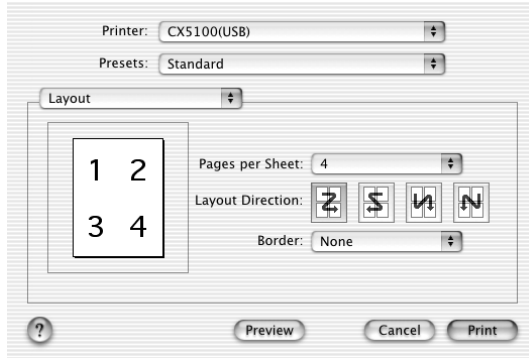 Printer: CX5100(USB)
Presets: Standard
Layout
1 2
3 4
Pages per Sheet: 4
Layout Direction:
Border: None
? Preview Cancel Print